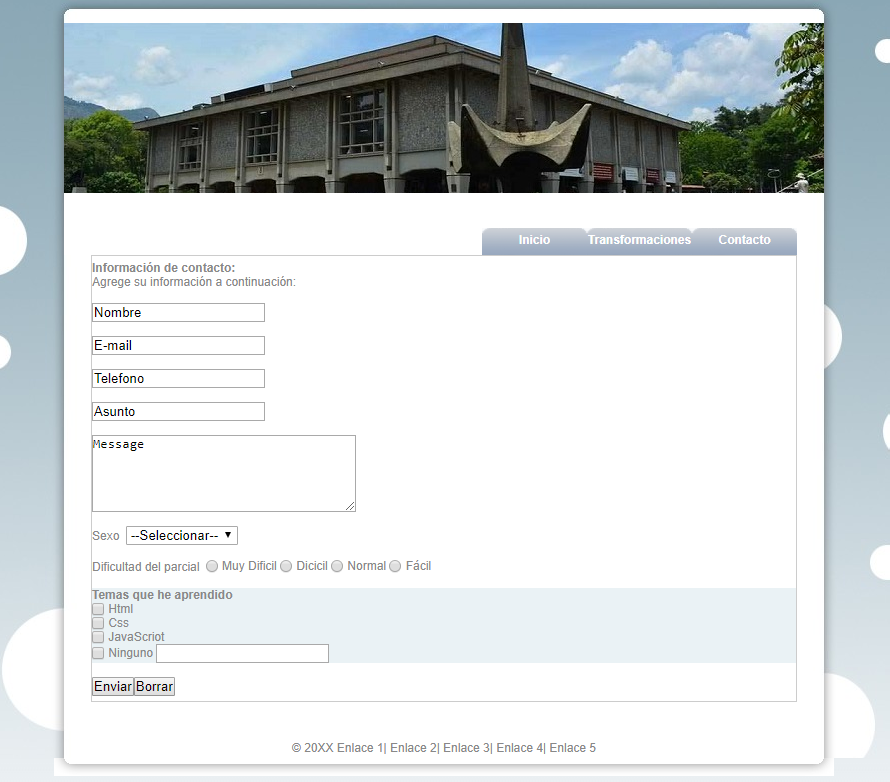 Inicio Transformaciones Contacto
Información de contacto:
Agrege su información a continuación:
Nombre
E-mail
Telefono
Asunto
Message
Sexo --Seleccionar--
Dificultad del parcial Muy Dificil Dicicil Normal Fácil
Temas que he aprendido
Html
Css
JavaScriot
Ninguno
Enviar Borrar
© 20XX Enlace 1| Enlace 2| Enlace 3| Enlace 4| Enlace 5